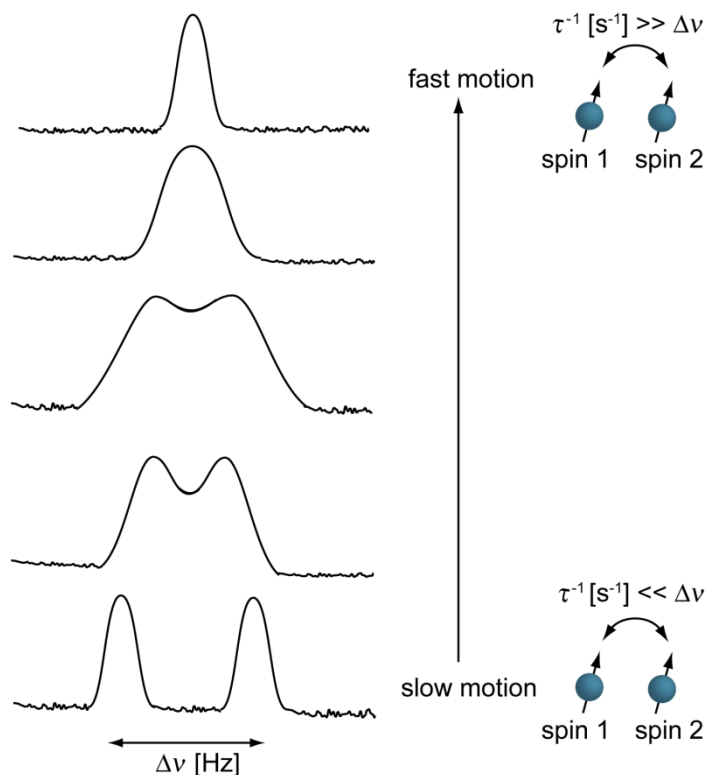 τ⁻¹ [s⁻¹] >> Δν
fast motion
spin 1 spin 2
τ⁻¹ [s⁻¹] << Δν
slow motion
spin 1 spin 2
Δν [Hz]